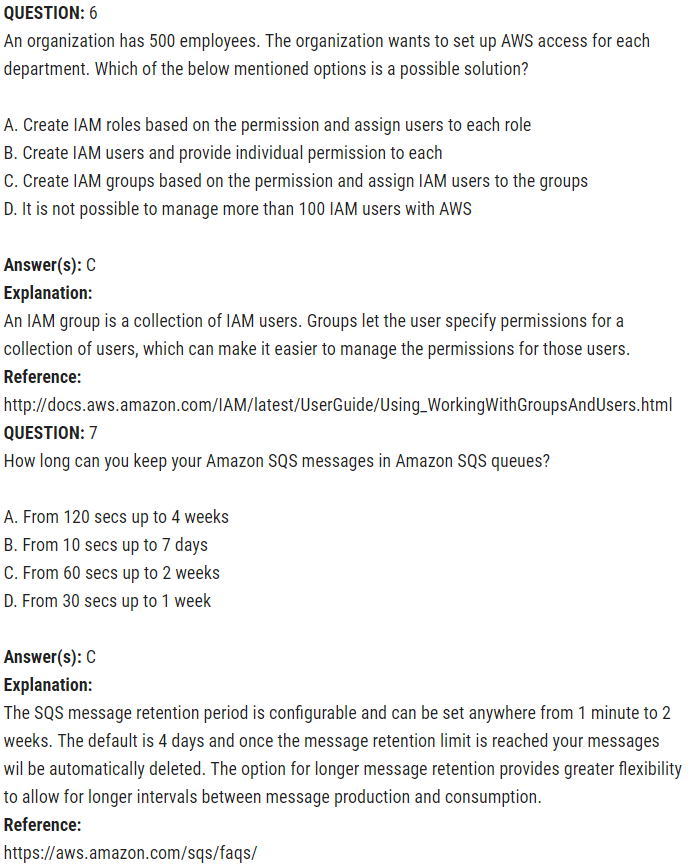 QUESTION: 6
An organization has 500 employees. The organization wants to set up AWS access for each
department. Which of the below mentioned options is a possible solution?
A. Create IAM roles based on the permission and assign users to each role
B. Create IAM users and provide individual permission to each
C. Create IAM groups based on the permission and assign IAM users to the groups
D. It is not possible to manage more than 100 IAM users with AWS
Answer(s): C
Explanation:
An IAM group is a collection of IAM users. Groups let the user specify permissions for a
collection of users, which can make it easier to manage the permissions for those users.
Reference:
http://docs.aws.amazon.com/IAM/latest/UserGuide/Using_WorkingWithGroupsAndUsers.html
QUESTION: 7
How long can you keep your Amazon SQS messages in Amazon SQS queues?
A. From 120 secs up to 4 weeks
B. From 10 secs up to 7 days
C. From 60 secs up to 2 weeks
D. From 30 secs up to 1 week
Answer(s): C
Explanation:
The SQS message retention period is configurable and can be set anywhere from 1 minute to 2
weeks. The default is 4 days and once the message retention limit is reached your messages
wil be automatically deleted. The option for longer message retention provides greater flexibility
to allow for longer intervals between message production and consumption.
Reference:
https://aws.amazon.com/sqs/faqs/